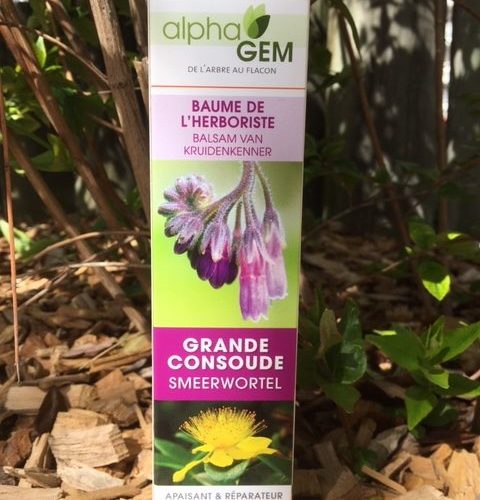 alpha
GEM
DE L'ARBRE AU FLACON
BAUME DE
L'HERBORISTE
BALSAM VAN
KRUIDENKENNER
GRANDE
CONSOUDE
SMEERWORTEL
APAISANT & RÉPARATEUR